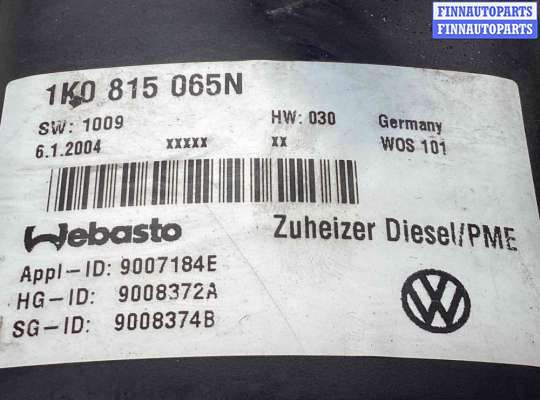 FINNAUTOPARTS
FINNAUTOPARTS
1K0 815 065N
SW: 1009 HW: 030 Germany
6.1.2004 xxxxx xx WOS 101
Webasto Zuheizer Diesel/PME
Appl-ID: 9007184E
HG-ID: 9008372A
SG-ID: 9008374B